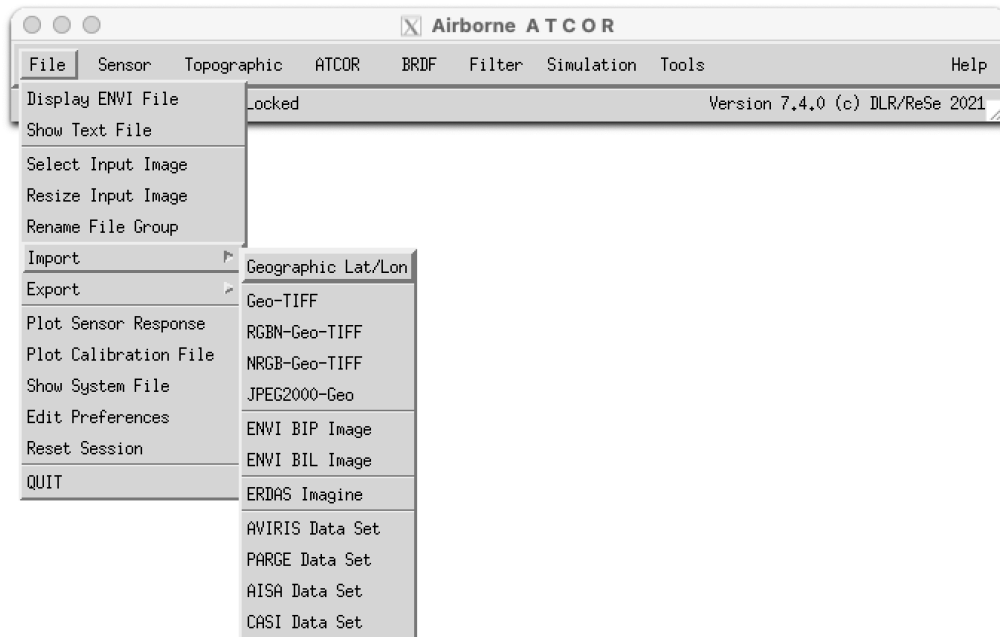 Airborne A T C O R
File Sensor Topographic ATCOR BRDF Filter Simulation Tools Help
Locked Version 7.4.0 (c) DLR/ReSe 2021
Display ENVI File
Show Text File
Select Input Image
Resize Input Image
Rename File Group
Import
Export
Plot Sensor Response
Plot Calibration File
Show System File
Edit Preferences
Reset Session
QUIT
Geographic Lat/Lon
Geo-TIFF
RGBN-Geo-TIFF
NRGB-Geo-TIFF
JPEG2000-Geo
ENVI BIP Image
ENVI BIL Image
ERDAS Imagine
AVIRIS Data Set
PARGE Data Set
AISA Data Set
CASI Data Set